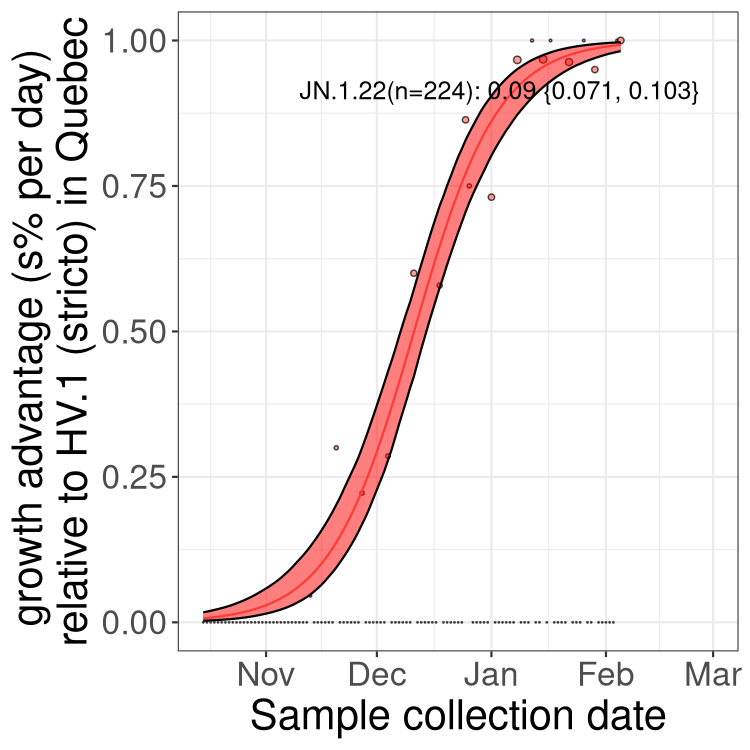 growth advantage (s% per day)
relative to HV.1 (stricto) in Quebec
1.00
JN.1.22(n=224): 0.09 {0.071, 0.103}
0.75
0.50
0.25
0.00
Nov Dec Jan Feb Mar
Sample collection date